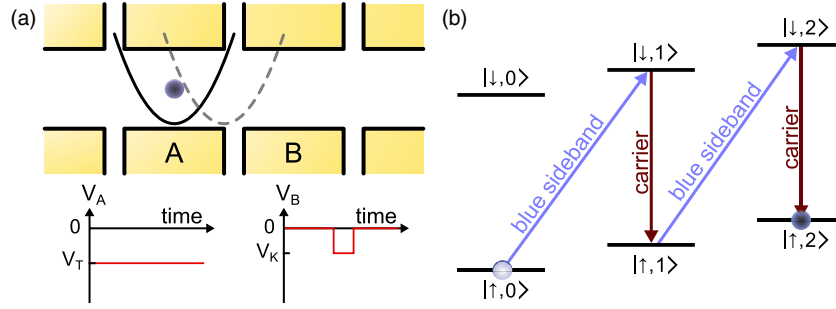 (a)
A
B
V_A
0
time
V_T
V_B
0
time
V_K
(b)
|↓,0⟩
|↓,1⟩
|↓,2⟩
blue sideband
carrier
blue sideband
carrier
|↑,0⟩
|↑,1⟩
|↑,2⟩